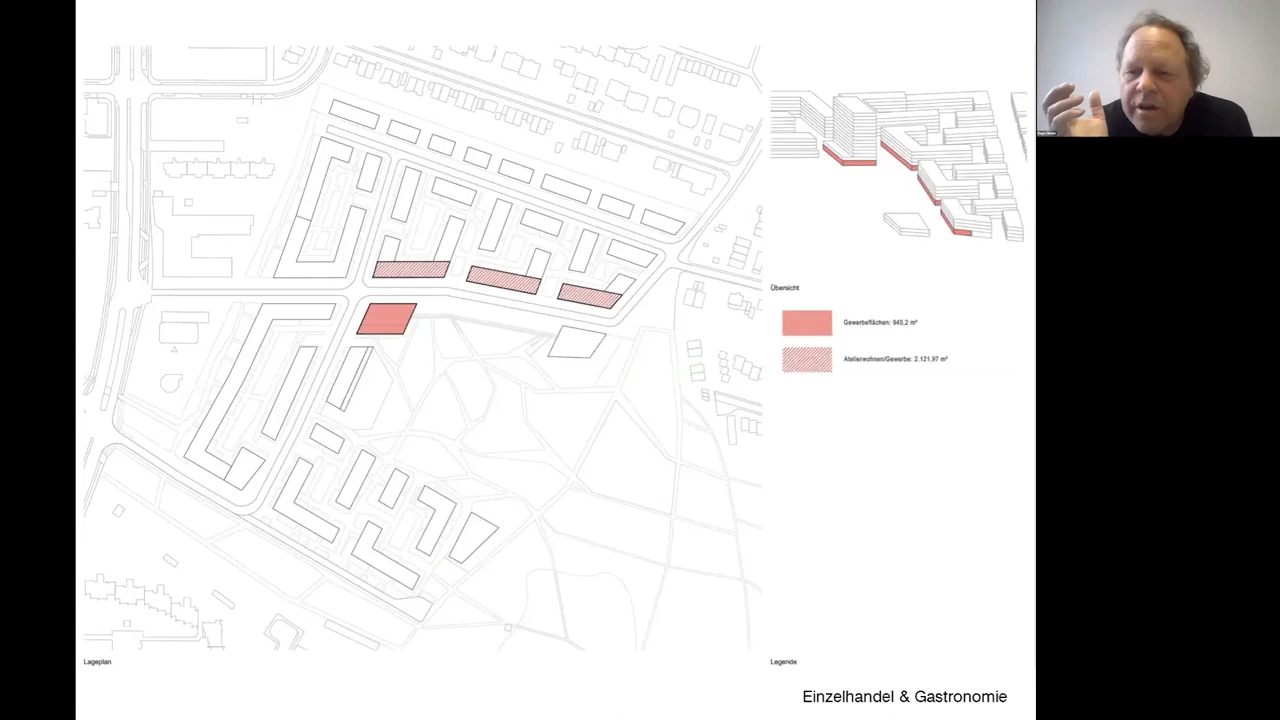 Übersicht
Gewerbeflächen: 945,2 m²
Atelierwohnen/Gewerbe: 2.121,97 m²
Lageplan
Legende
Einzelhandel & Gastronomie